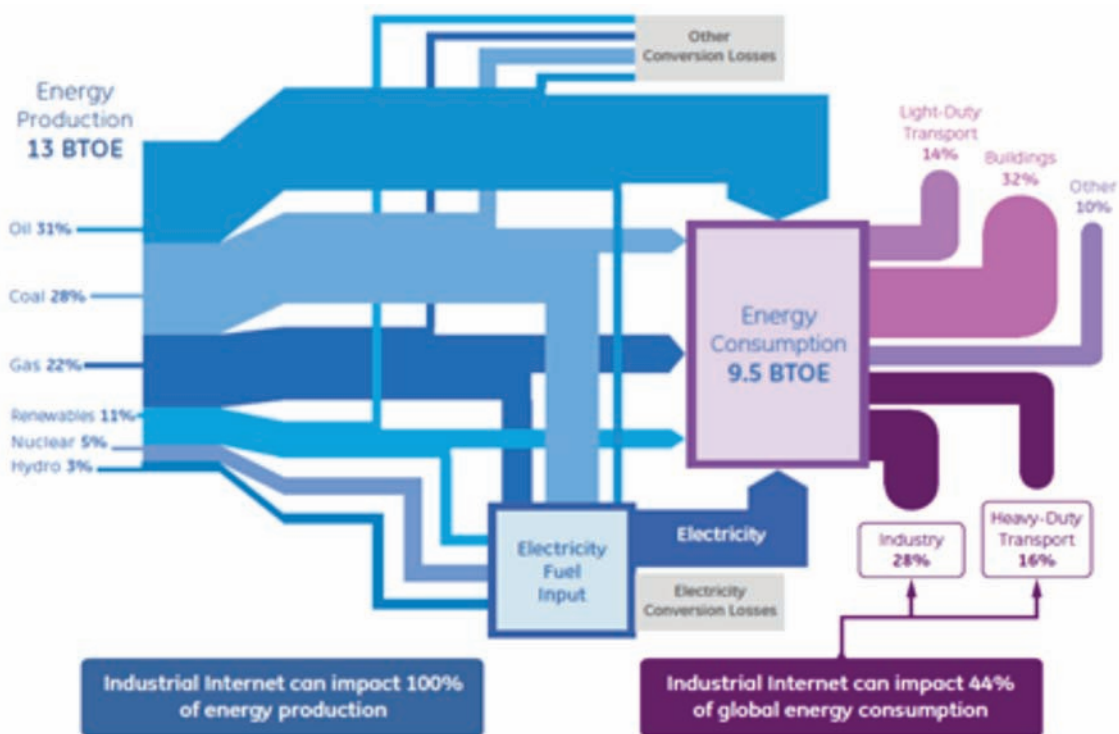 Other
Conversion Losses
Energy
Production
13 BTOE
Light-Duty
Transport
14%
Buildings
32%
Other
10%
Oil 31%
Coal 28%
Gas 22%
Renewables 11%
Nuclear 5%
Hydro 3%
Energy
Consumption
9.5 BTOE
Electricity
Fuel
Input
Electricity
Electricity
Conversion Losses
Industry
28%
Heavy-Duty
Transport
16%
Industrial Internet can impact 100%
of energy production
Industrial Internet can impact 44%
of global energy consumption